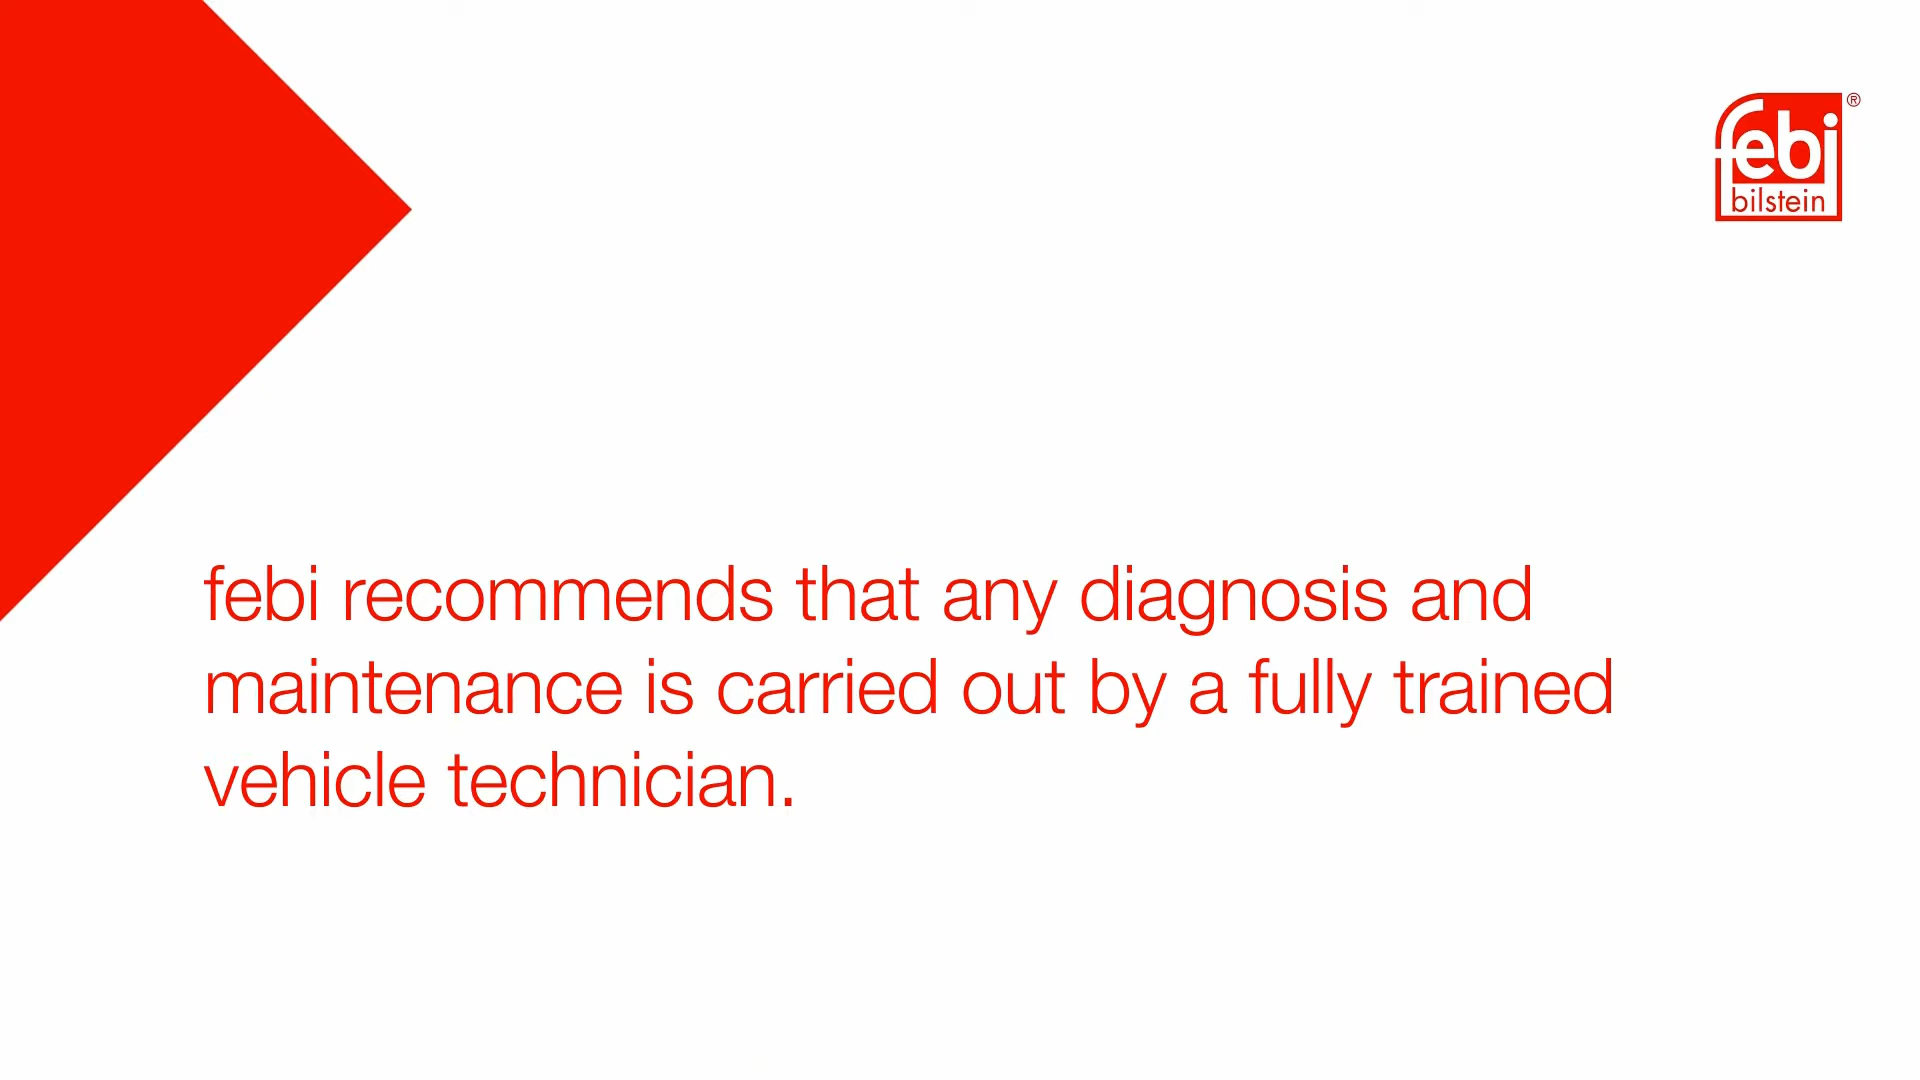 febi®
bilstein
febi recommends that any diagnosis and
maintenance is carried out by a fully trained
vehicle technician.